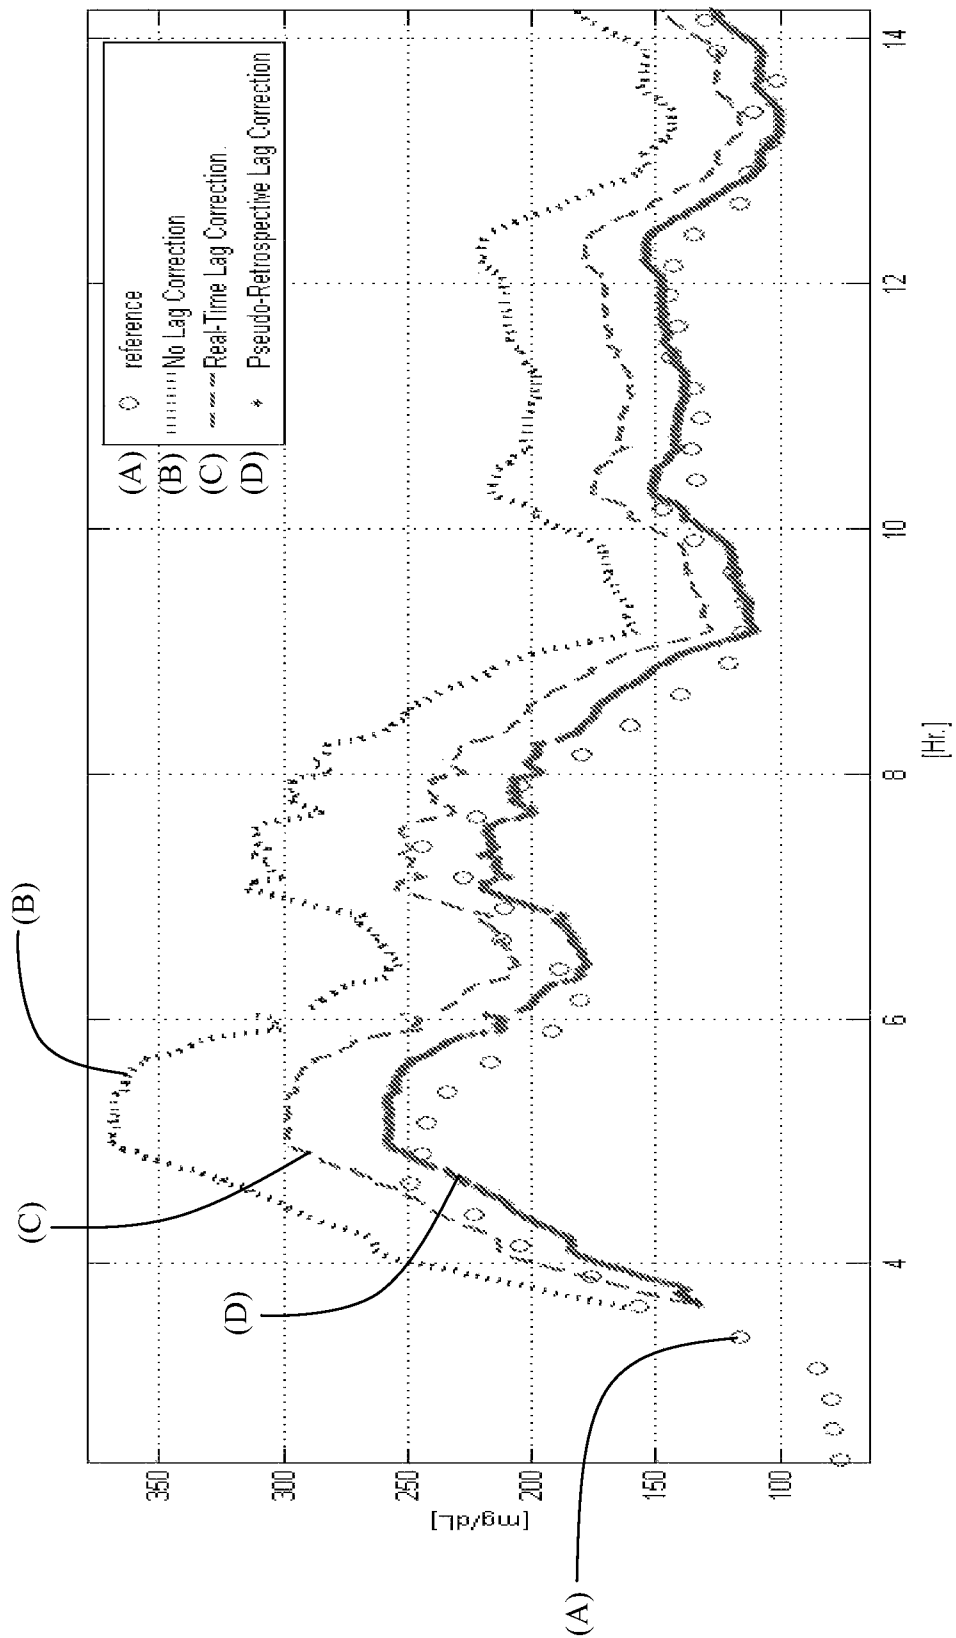 (A) reference
(B) No Lag Correction
(C) Real-Time Lag Correction
(D) Pseudo-Retrospective Lag Correction
(B)
(C)
(D)
(A)
350
300
250
200
150
100
[mg/dL]
4
6
8
10
12
14
[Hr.]